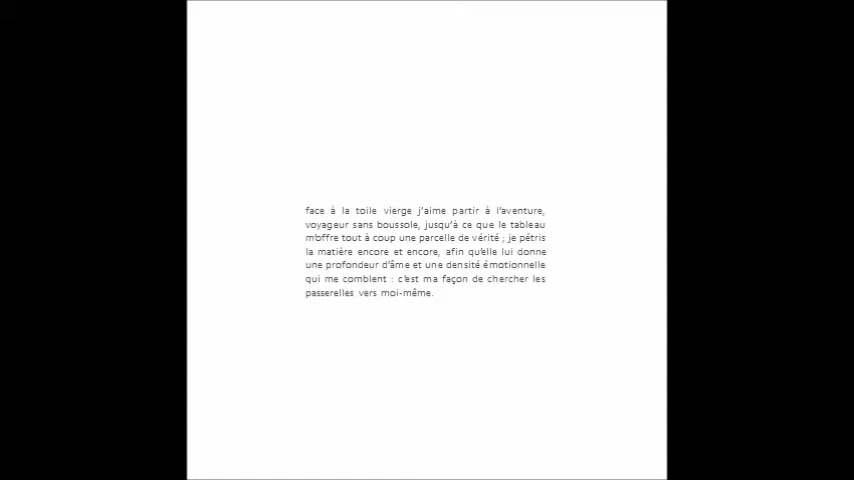 face à la toile vierge j'aime partir à l'aventure,
voyageur sans boussole, jusqu'à ce que le tableau
m'offre tout à coup une parcelle de vérité ; je pétris
la matière encore et encore, afin qu'elle lui donne
une profondeur d'âme et une densité émotionnelle
qui me comblent : c'est ma façon de chercher les
passerelles vers moi-même.